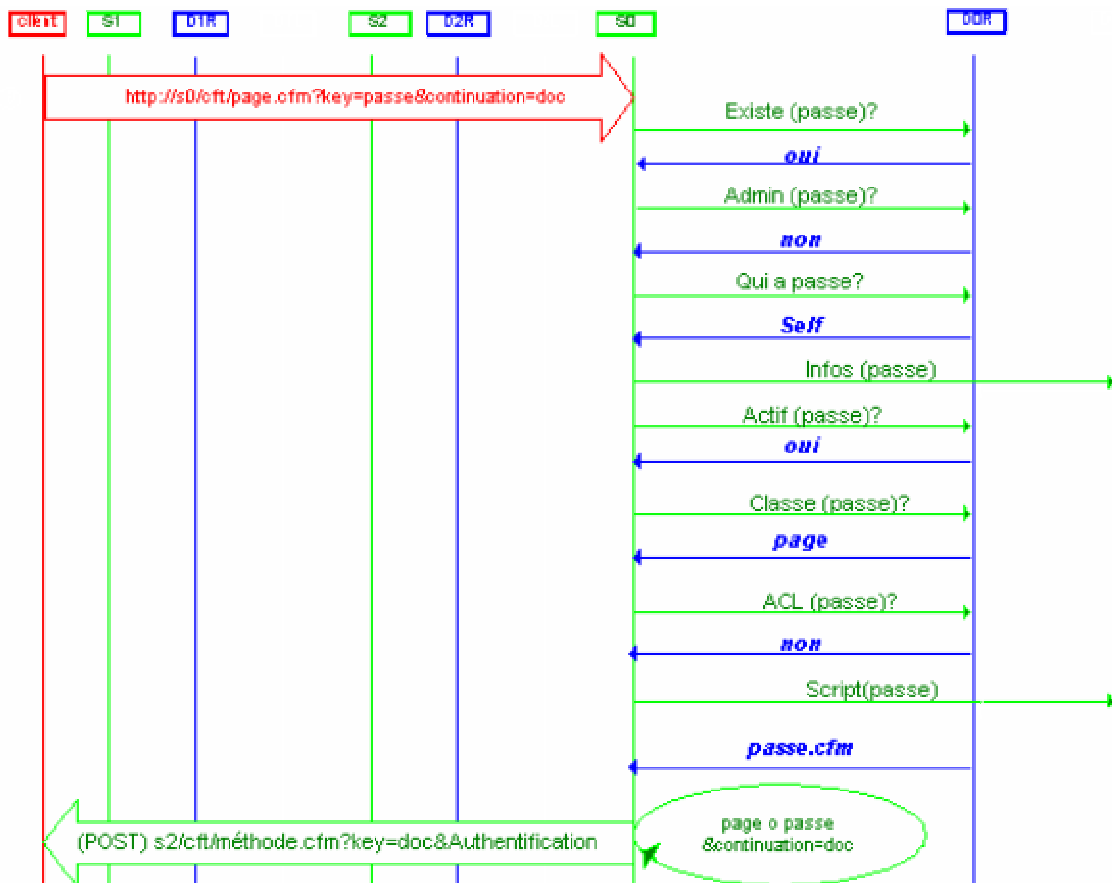 client
S1
D1R
S2
D2R
S0
D0R
http://s0/cft/page.cfm?key=passe&continuation=doc
Existe (passe)?
oui
Admin (passe)?
non
Qui a passe?
Self
Infos (passe)
Actif (passe)?
oui
Classe (passe)?
page
ACL (passe)?
non
Script(passe)
passe.cfm
page o passe
&continuation=doc
(POST) s2/cft/méthode.cfm?key=doc&Authentification